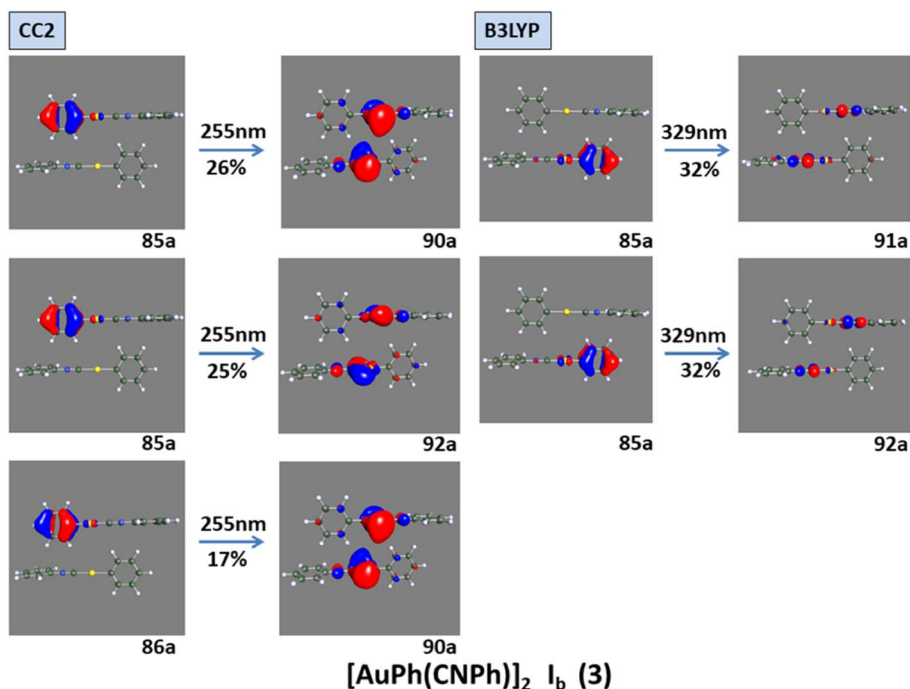 CC2
255nm
26%
85a
90a
255nm
25%
85a
92a
255nm
17%
86a
90a
B3LYP
329nm
32%
85a
91a
329nm
32%
85a
92a
[AuPh(CNPh)]₂ I_b (3)